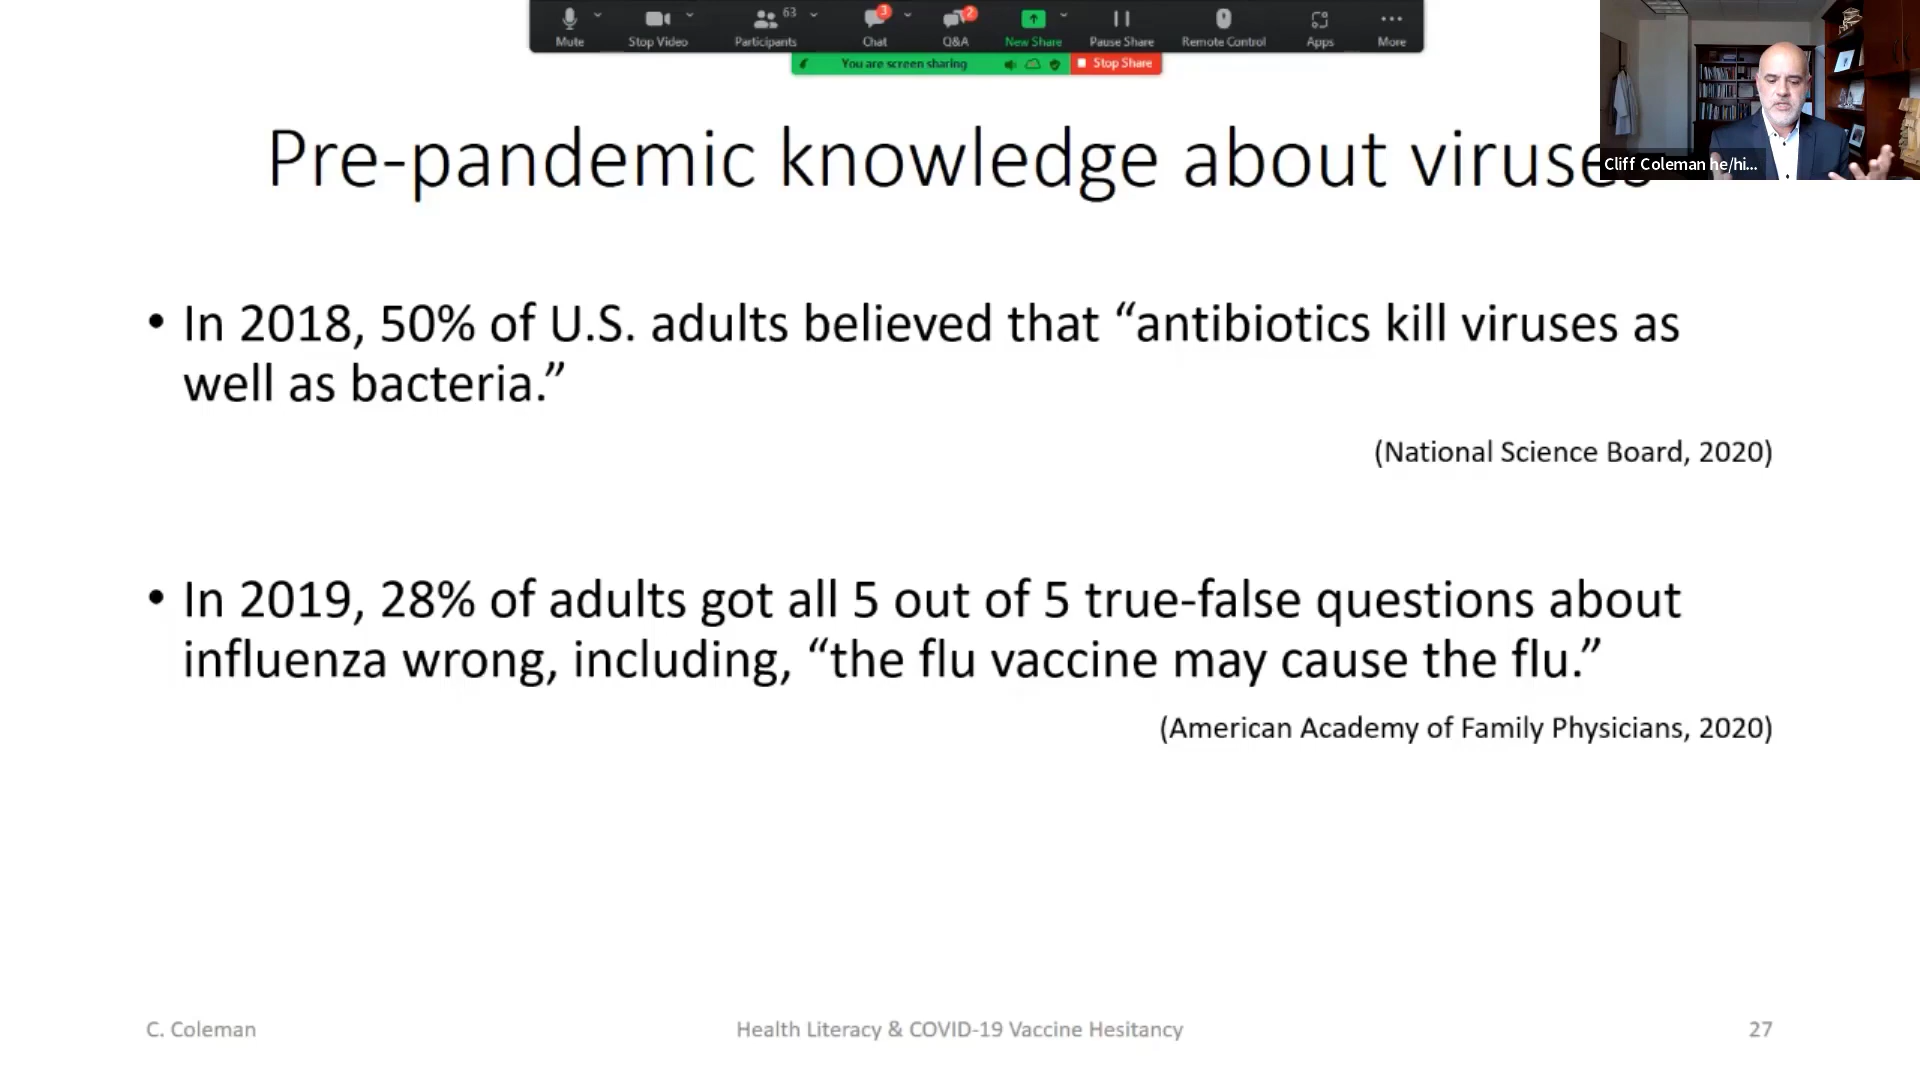 63
3
2
Mute
Stop Video
Participants
Chat
Q&A
New Share
Pause Share
Remote Control
Apps
More
You are screen sharing
Stop Share
Cliff Coleman he/hi...
Pre-pandemic knowledge about viruses
• In 2018, 50% of U.S. adults believed that “antibiotics kill viruses as
well as bacteria.”
(National Science Board, 2020)
• In 2019, 28% of adults got all 5 out of 5 true-false questions about
influenza wrong, including, “the flu vaccine may cause the flu.”
(American Academy of Family Physicians, 2020)
C. Coleman
Health Literacy & COVID-19 Vaccine Hesitancy
27